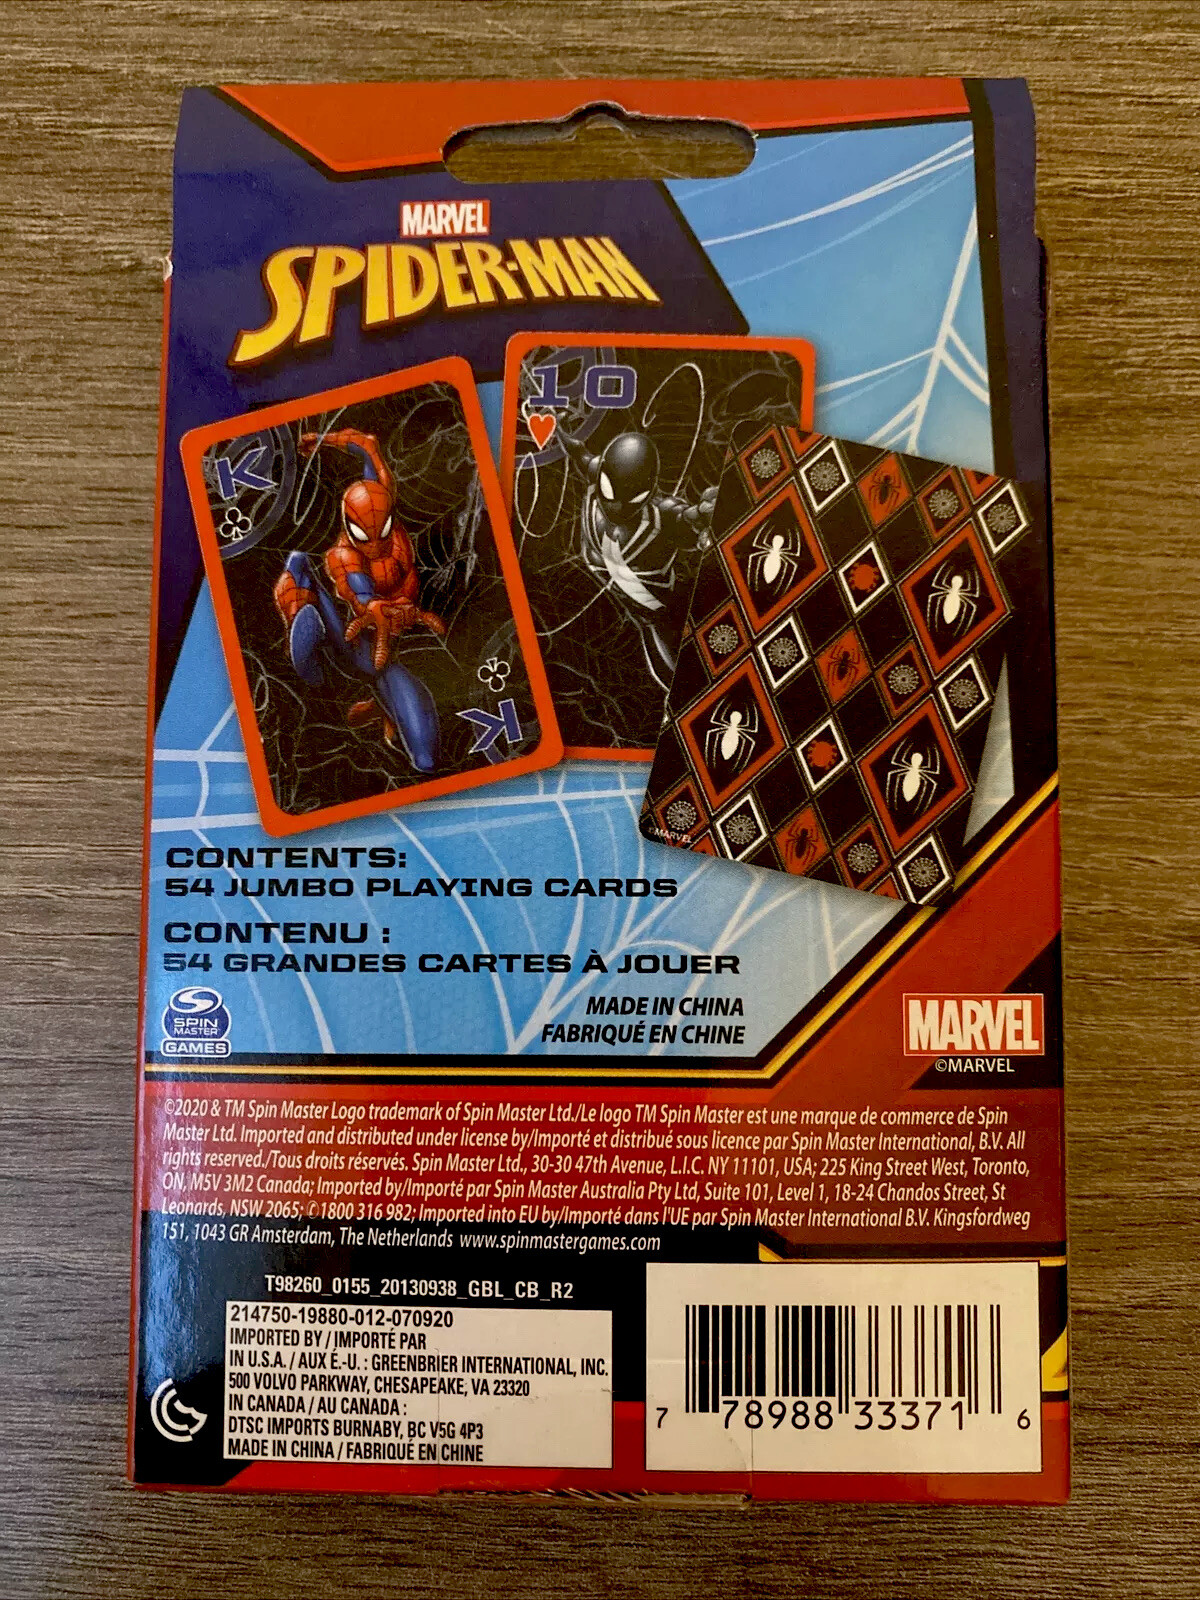 MARVEL
SPIDER-MAN
K
10
K
©MARVEL
CONTENTS:
54 JUMBO PLAYING CARDS
CONTENU :
54 GRANDES CARTES À JOUER
MADE IN CHINA
FABRIQUÉ EN CHINE
SPIN
MASTER
GAMES
MARVEL
©MARVEL
©2020 & TM Spin Master Logo trademark of Spin Master Ltd./Le logo TM Spin Master est une marque de commerce de Spin
Master Ltd. Imported and distributed under license by/Importé et distribué sous licence par Spin Master International, B.V. All
rights reserved./Tous droits réservés. Spin Master Ltd., 30-30 47th Avenue, L.I.C. NY 11101, USA; 225 King Street West, Toronto,
ON, M5V 3M2 Canada; Imported by/Importé par Spin Master Australia Pty Ltd, Suite 101, Level 1, 18-24 Chandos Street, St
Leonards, NSW 2065; ✆1800 316 982; Imported into EU by/Importé dans l'UE par Spin Master International B.V. Kingsfordweg
151, 1043 GR Amsterdam, The Netherlands www.spinmastergames.com
T98260_0155_20130938_GBL_CB_R2
214750-19880-012-070920
IMPORTED BY / IMPORTÉ PAR
IN U.S.A. / AUX É.-U. : GREENBRIER INTERNATIONAL, INC.
500 VOLVO PARKWAY, CHESAPEAKE, VA 23320
IN CANADA / AU CANADA :
DTSC IMPORTS BURNABY, BC V5G 4P3
MADE IN CHINA / FABRIQUÉ EN CHINE
7 78988 33371 6